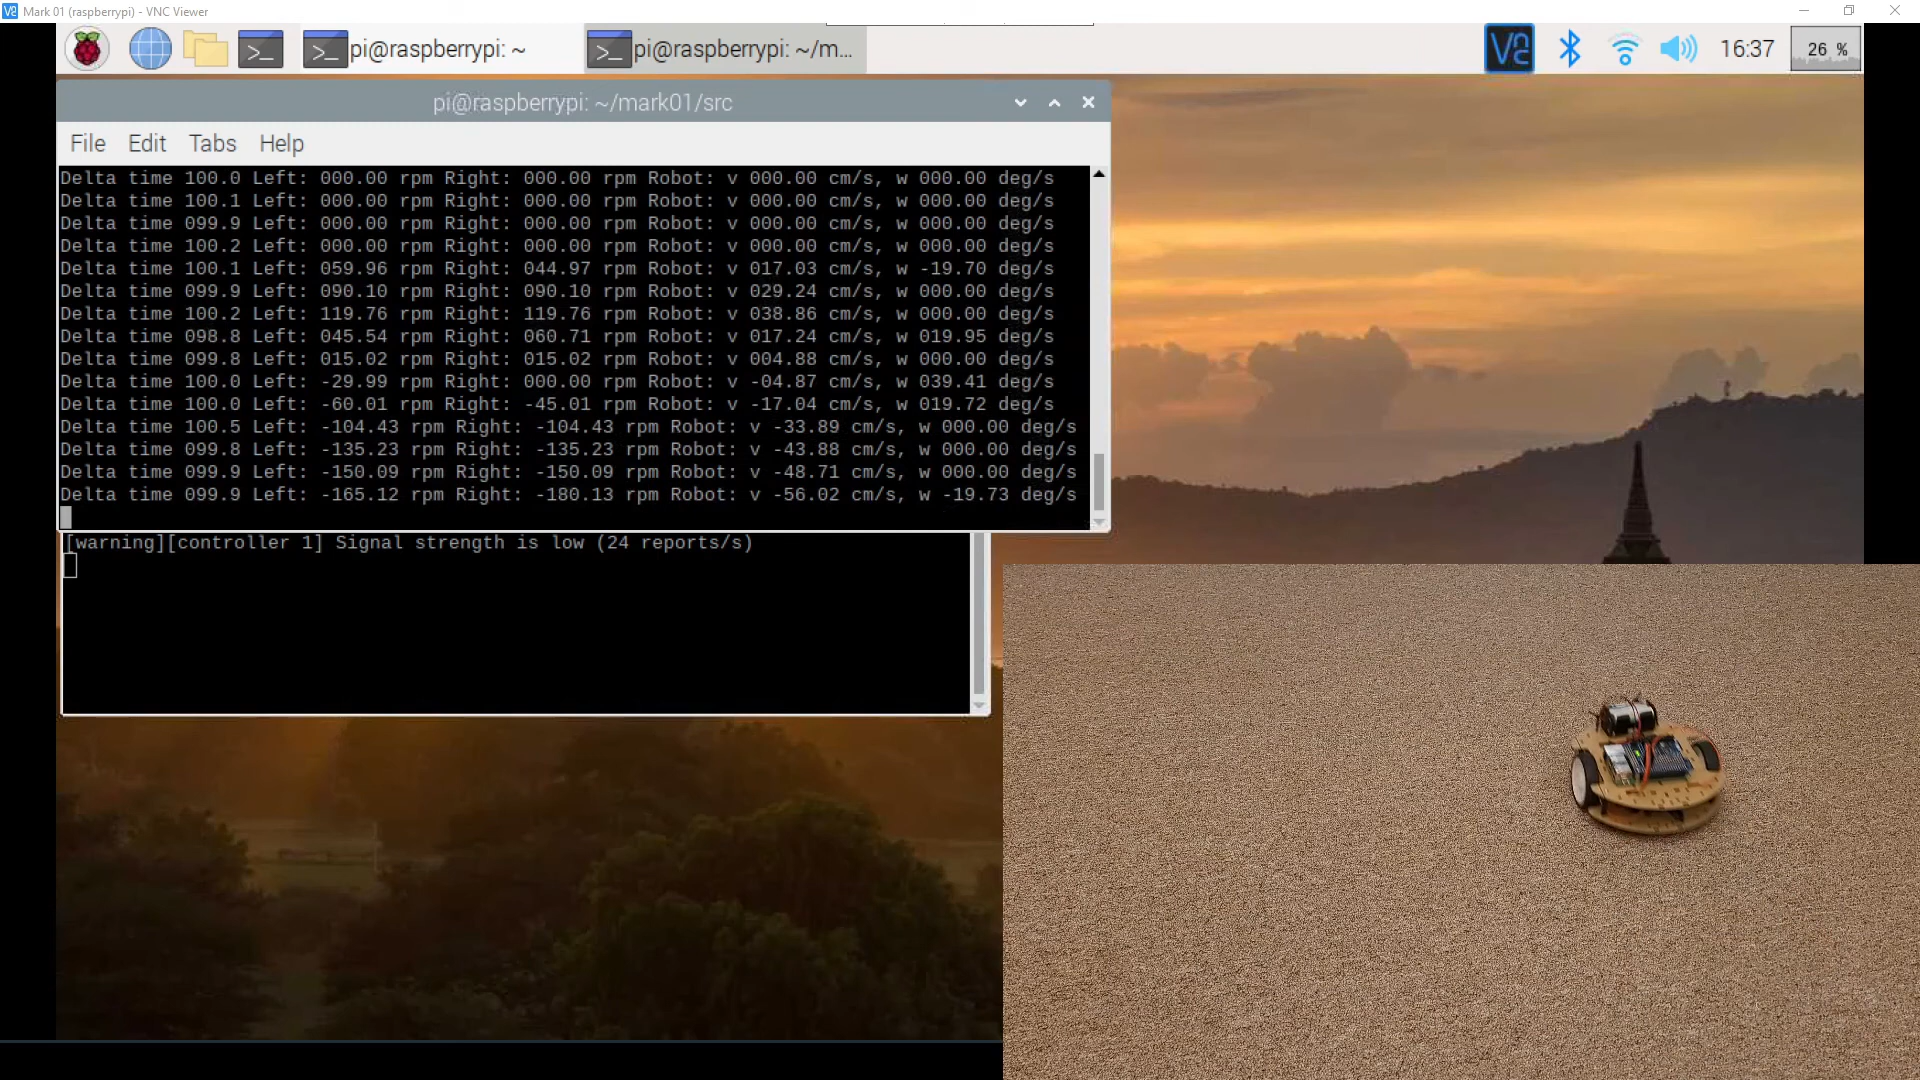 Mark 01 (raspberrypi) - VNC Viewer
pi@raspberrypi: ~
pi@raspberrypi: ~/m...
16:37
26 %
pi@raspberrypi: ~/mark01/src
File Edit Tabs Help
Delta time 100.0 Left: 000.00 rpm Right: 000.00 rpm Robot: v 000.00 cm/s, w 000.00 deg/s
Delta time 100.1 Left: 000.00 rpm Right: 000.00 rpm Robot: v 000.00 cm/s, w 000.00 deg/s
Delta time 099.9 Left: 000.00 rpm Right: 000.00 rpm Robot: v 000.00 cm/s, w 000.00 deg/s
Delta time 100.2 Left: 000.00 rpm Right: 000.00 rpm Robot: v 000.00 cm/s, w 000.00 deg/s
Delta time 100.1 Left: 059.96 rpm Right: 044.97 rpm Robot: v 017.03 cm/s, w -19.70 deg/s
Delta time 099.9 Left: 090.10 rpm Right: 090.10 rpm Robot: v 029.24 cm/s, w 000.00 deg/s
Delta time 100.2 Left: 119.76 rpm Right: 119.76 rpm Robot: v 038.86 cm/s, w 000.00 deg/s
Delta time 098.8 Left: 045.54 rpm Right: 060.71 rpm Robot: v 017.24 cm/s, w 019.95 deg/s
Delta time 099.8 Left: 015.02 rpm Right: 015.02 rpm Robot: v 004.88 cm/s, w 000.00 deg/s
Delta time 100.0 Left: -29.99 rpm Right: 000.00 rpm Robot: v -04.87 cm/s, w 039.41 deg/s
Delta time 100.0 Left: -60.01 rpm Right: -45.01 rpm Robot: v -17.04 cm/s, w 019.72 deg/s
Delta time 100.5 Left: -104.43 rpm Right: -104.43 rpm Robot: v -33.89 cm/s, w 000.00 deg/s
Delta time 099.8 Left: -135.23 rpm Right: -135.23 rpm Robot: v -43.88 cm/s, w 000.00 deg/s
Delta time 099.9 Left: -150.09 rpm Right: -150.09 rpm Robot: v -48.71 cm/s, w 000.00 deg/s
Delta time 099.9 Left: -165.12 rpm Right: -180.13 rpm Robot: v -56.02 cm/s, w -19.73 deg/s
[warning][controller 1] Signal strength is low (24 reports/s)